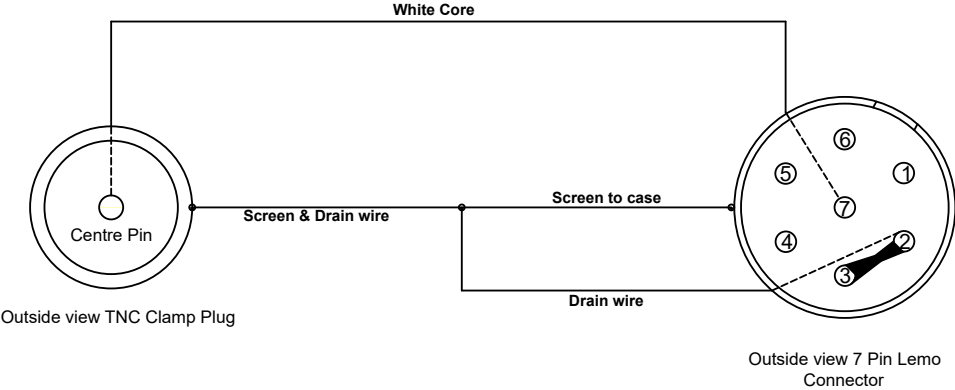 White Core
6
5
1
Screen to case
7
Screen & Drain wire
Centre Pin
4
2
3
Drain wire
Outside view TNC Clamp Plug
Outside view 7 Pin Lemo
Connector